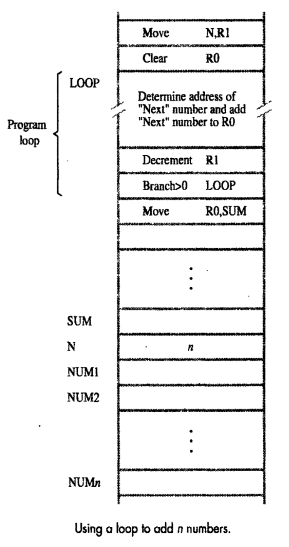 Move N,R1
Clear R0
LOOP
Determine address of
"Next" number and add
"Next" number to R0
Program
loop
Decrement R1
Branch>0 LOOP
Move R0,SUM
SUM
N n
NUM1
NUM2
NUMn
Using a loop to add n numbers.